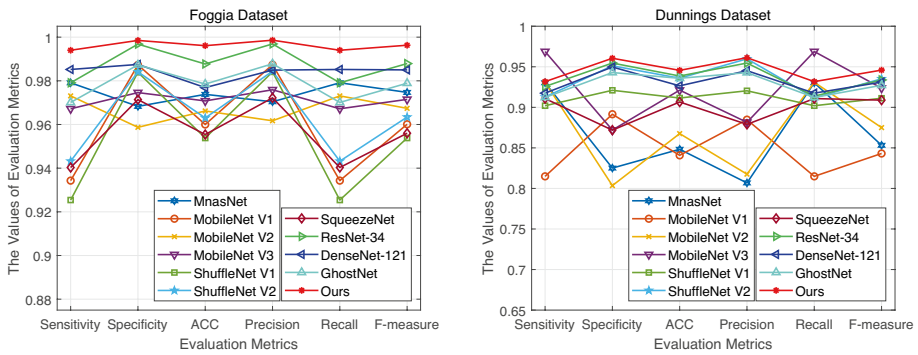 Foggia Dataset
The Values of Evaluation Metrics
1
0.98
0.96
0.94
0.92
0.9
0.88
MnasNet
MobileNet V1
MobileNet V2
MobileNet V3
ShuffleNet V1
ShuffleNet V2
SqueezeNet
ResNet-34
DenseNet-121
GhostNet
Ours
Sensitivity Specificity ACC Precision Recall F-measure
Evaluation Metrics
Dunnings Dataset
The Values of Evaluation Metrics
1
0.95
0.9
0.85
0.8
0.75
0.7
0.65
MnasNet
MobileNet V1
MobileNet V2
MobileNet V3
ShuffleNet V1
ShuffleNet V2
SqueezeNet
ResNet-34
DenseNet-121
GhostNet
Ours
Sensitivity Specificity ACC Precision Recall F-measure
Evaluation Metrics